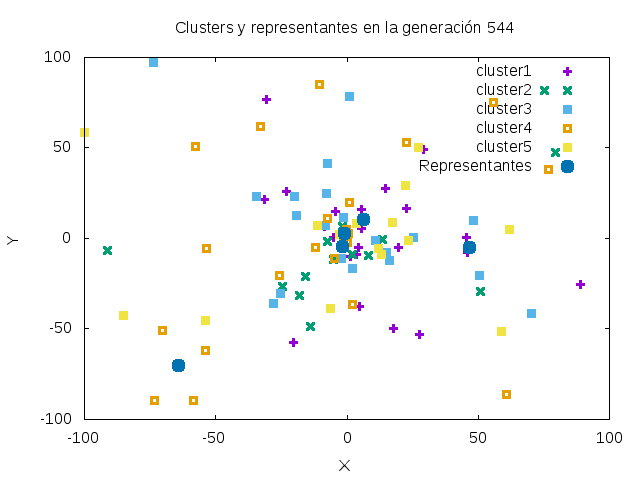 Clusters y representantes en la generación 544
100
50
0
-50
-100
-100
-50
0
50
100
Y
X
cluster1
cluster2
cluster3
cluster4
cluster5
Representantes